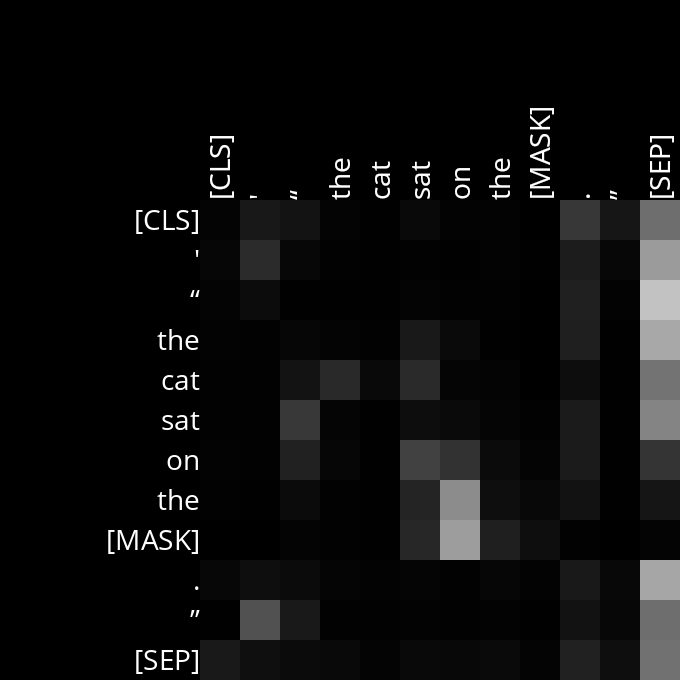 [CLS] ' “ the cat sat on the [MASK] . ” [SEP]
[CLS]
'
“
the
cat
sat
on
the
[MASK]
.
”
[SEP]